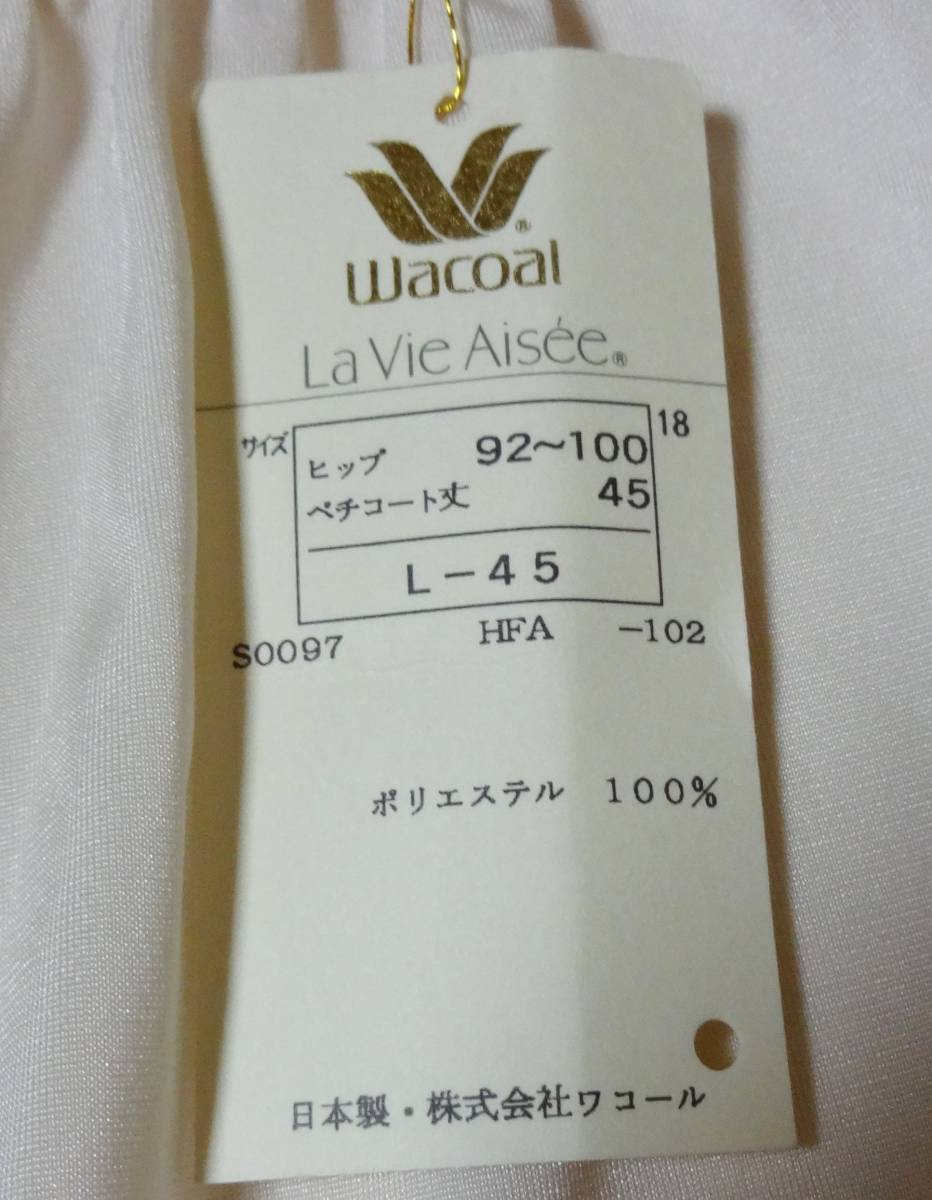 ®
Wacoal
La Vie Aisée®
サイズ ヒップ 92～100 18
ペチコート丈 45
L－45
S0097 HFA －102
ポリエステル 100%
日本製・株式会社ワコール